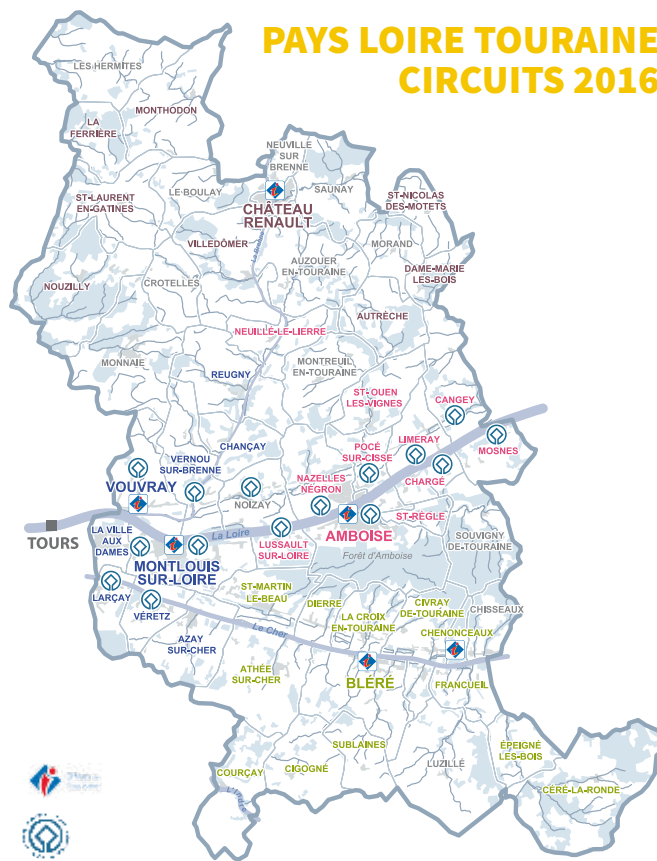 PAYS LOIRE TOURAINE
CIRCUITS 2016
LES HERMITES
MONTHODON
LA
FERRIÈRE
NEUVILLE
SUR
BRENNE
LE BOULAY
SAUNAY
ST-LAURENT
EN-GATINES
ST-NICOLAS
DES-MOTETS
CHÂTEAU
RENAULT
VILLEDÔMER
MORAND
AUZOUER
EN-TOURAINE
DAME-MARIE
LES-BOIS
NOUZILLY
CROTELLES
AUTRÈCHE
NEUILLÉ-LE-LIERRE
MONNAIE
MONTREUIL
EN-TOURAINE
REUGNY
ST-OUEN
LES-VIGNES
CANGEY
CHANÇAY
POCÉ
SUR-CISSE
LIMERAY
MOSNES
VERNOU
SUR-BRENNE
VOUVRAY
NOIZAY
NAZELLES
NÉGRON
CHARGÉ
ST-RÈGLE
TOURS
LA VILLE
AUX
DAMES
La Loire
AMBOISE
LUSSAULT
SUR-LOIRE
SOUVIGNY
DE-TOURAINE
Forêt d'Amboise
MONTLOUIS
SUR-LOIRE
LARÇAY
VÉRETZ
ST-MARTIN
LE-BEAU
DIERRE
CIVRAY
DE-TOURAINE
CHISSEAUX
LA CROIX
EN-TOURAINE
Le Cher
CHENONCEAUX
AZAY
SUR-CHER
ATHÉE
SUR-CHER
BLÉRÉ
FRANCUEIL
SUBLAINES
ÉPEIGNÉ
LES-BOIS
LUZILLÉ
COURÇAY
CIGOGNÉ
CÉRÉ-LA-RONDE